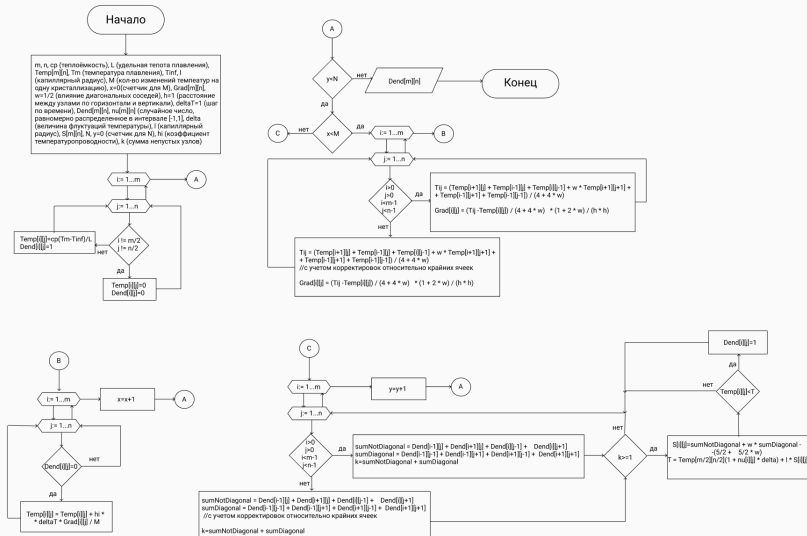 Начало
m, n, cp (теплоёмкость), L (удельная тепота плавления),
Temp[m][n], Tm (температура плавления), Tinf, l
(капиллярный радиус), M (кол-во изменений температур на
одну кристаллизацию), x=0(счетчик для M), Grad[m][n],
w=1/2 (влияние диагональных соседей), h=1 (расстояние
между узлами по горизонтали и вертикали), deltaT=1 (шаг
по времени), Dend[m][n], nu[m][n] (случайное число,
равномерно распределенное в интервале [-1,1], delta
(величина флуктуаций температуры), l (капиллярный
радиус), S[m][n], N, y=0 (счетчик для N), hi (коэффициент
температуропроводности), k (сумма непустых узлов)
i:= 1...m
A
j:= 1...n
i != m/2
j != n/2
нет
Temp[i][j]=cp(Tm-Tinf)/L
Dend[i][j]=1
да
Temp[i][j]=0
Dend[i][j]=0
A
y<N
нет
Dend[m][n]
Конец
да
C
нет
x<M
да
i:= 1...m
B
j:= 1...n
i>0
j>0
i<m-1
j<n-1
да
Tij = (Temp[i+1][j] + Temp[i-1][j] + Temp[i][j-1] + w * Temp[i+1][j+1] +
+ Temp[i-1][j+1] + Temp[i-1][j-1]) / (4 + 4 * w)
Grad[i][j] = (Tij -Temp[i][j]) / (4 + 4 * w) * (1 + 2 * w) / (h * h)
нет
Tij = (Temp[i+1][j] + Temp[i-1][j] + Temp[i][j-1] + w * Temp[i+1][j+1] +
+ Temp[i-1][j+1] + Temp[i-1][j-1]) / (4 + 4 * w)
//с учетом корректировок относительно крайних ячеек
Grad[i][j] = (Tij -Temp[i][j]) / (4 + 4 * w) * (1 + 2 * w) / (h * h)
B
i:= 1...m
x=x+1
A
j:= 1...n
Dend[i][j]=0
нет
да
Temp[i][j] = Temp[i][j] + hi *
* deltaT * Grad[i][j] / M
C
i:= 1...m
y=y+1
A
j:= 1...n
i>0
j>0
i<m-1
j<n-1
да
sumNotDiagonal = Dend[i-1][j] + Dend[i+1][j] + Dend[i][j-1] + Dend[i][j+1]
sumDiagonal = Dend[i-1][j-1] + Dend[i-1][j+1] + Dend[i+1][j-1] + Dend[i+1][j+1]
k=sumNotDiagonal + sumDiagonal
нет
sumNotDiagonal = Dend[i-1][j] + Dend[i+1][j] + Dend[i][j-1] + Dend[i][j+1]
sumDiagonal = Dend[i-1][j-1] + Dend[i-1][j+1] + Dend[i+1][j-1] + Dend[i+1][j+1]
//с учетом корректировок относительно крайних ячеек
k=sumNotDiagonal + sumDiagonal
нет
k>=1
да
S[i][j]=sumNotDiagonal + w * sumDiagonal -
-(5/2 + 5/2 * w)
T = Temp[m/2][n/2](1 + nu[i][j] * delta) + l * S[i][j]
Temp[i][j]<T
нет
да
Dend[i][j]=1